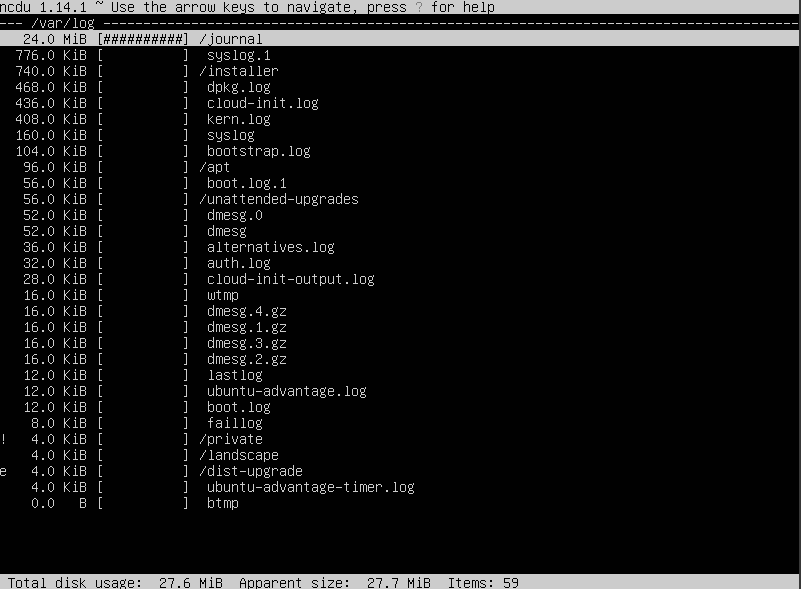 ncdu 1.14.1 ~ Use the arrow keys to navigate, press ? for help
--- /var/log ----------------------------------------------------------------------------------------
   24.0 MiB [##########] /journal
  776.0 KiB [          ]  syslog.1
  740.0 KiB [          ] /installer
  468.0 KiB [          ]  dpkg.log
  436.0 KiB [          ]  cloud-init.log
  408.0 KiB [          ]  kern.log
  160.0 KiB [          ]  syslog
  104.0 KiB [          ]  bootstrap.log
   96.0 KiB [          ] /apt
   56.0 KiB [          ]  boot.log.1
   56.0 KiB [          ] /unattended-upgrades
   52.0 KiB [          ]  dmesg.0
   52.0 KiB [          ]  dmesg
   36.0 KiB [          ]  alternatives.log
   32.0 KiB [          ]  auth.log
   28.0 KiB [          ]  cloud-init-output.log
   16.0 KiB [          ]  wtmp
   16.0 KiB [          ]  dmesg.4.gz
   16.0 KiB [          ]  dmesg.1.gz
   16.0 KiB [          ]  dmesg.3.gz
   16.0 KiB [          ]  dmesg.2.gz
   12.0 KiB [          ]  lastlog
   12.0 KiB [          ]  ubuntu-advantage.log
   12.0 KiB [          ]  boot.log
    8.0 KiB [          ]  faillog
!   4.0 KiB [          ] /private
    4.0 KiB [          ] /landscape
e   4.0 KiB [          ] /dist-upgrade
    4.0 KiB [          ]  ubuntu-advantage-timer.log
    0.0   B [          ]  btmp
 Total disk usage:  27.6 MiB  Apparent size:  27.7 MiB  Items: 59